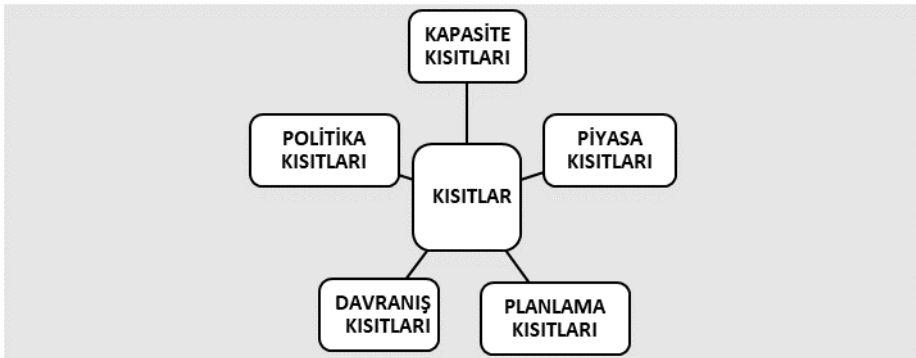 KAPASİTE
KISITLARI
POLİTİKA
KISITLARI
PİYASA
KISITLARI
KISITLAR
DAVRANIŞ
KISITLARI
PLANLAMA
KISITLARI